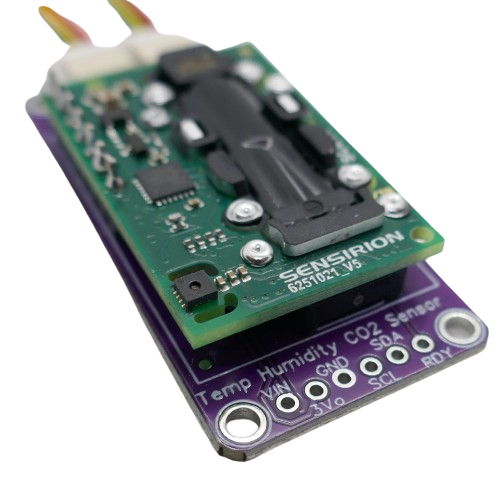 SENSIRION
6251021_V5
Temp Humidity CO2 Sensor
VIN
3Vo
GND
SCL
SDA
RDY